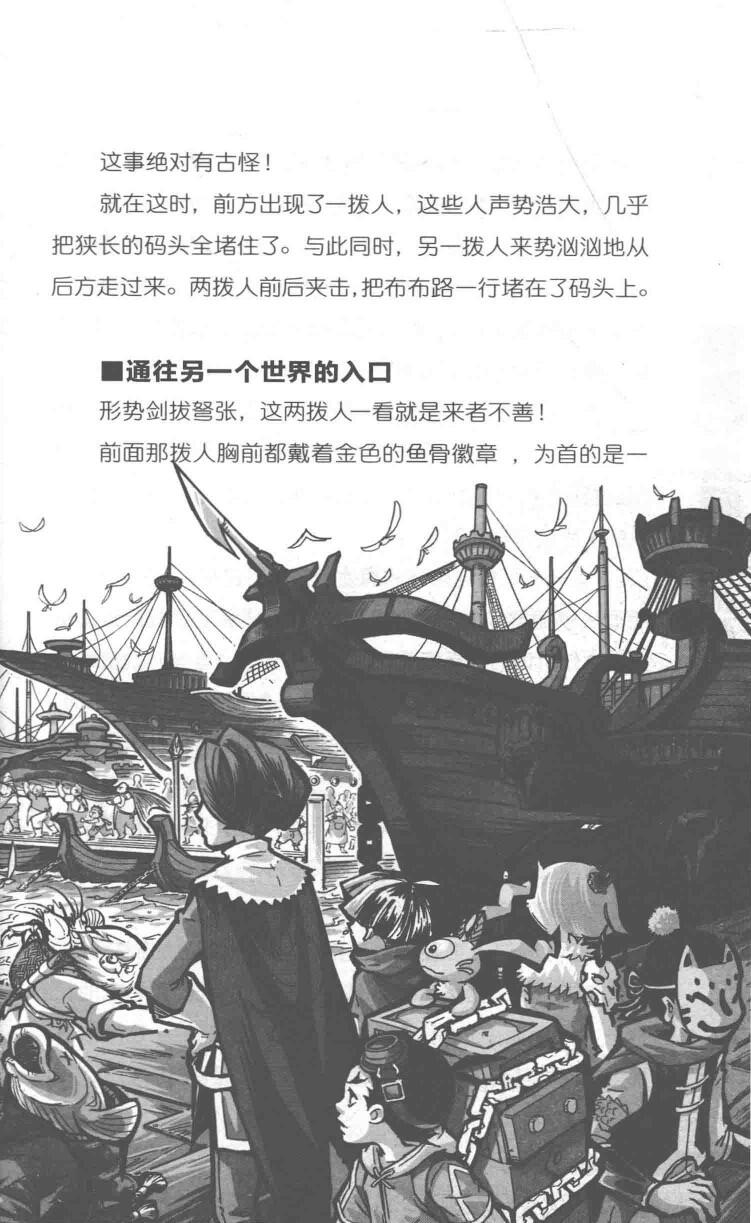 这事绝对有古怪！
就在这时，前方出现了一拨人，这些人声势浩大，几乎
把狭长的码头全堵住了。与此同时，另一拨人来势汹汹地从
后方走过来。两拨人前后夹击，把布布路一行堵在了码头上。
■通往另一个世界的入口
形势剑拔弩张，这两拨人一看就是来者不善！
前面那拨人胸前都戴着金色的鱼骨徽章，为首的是一